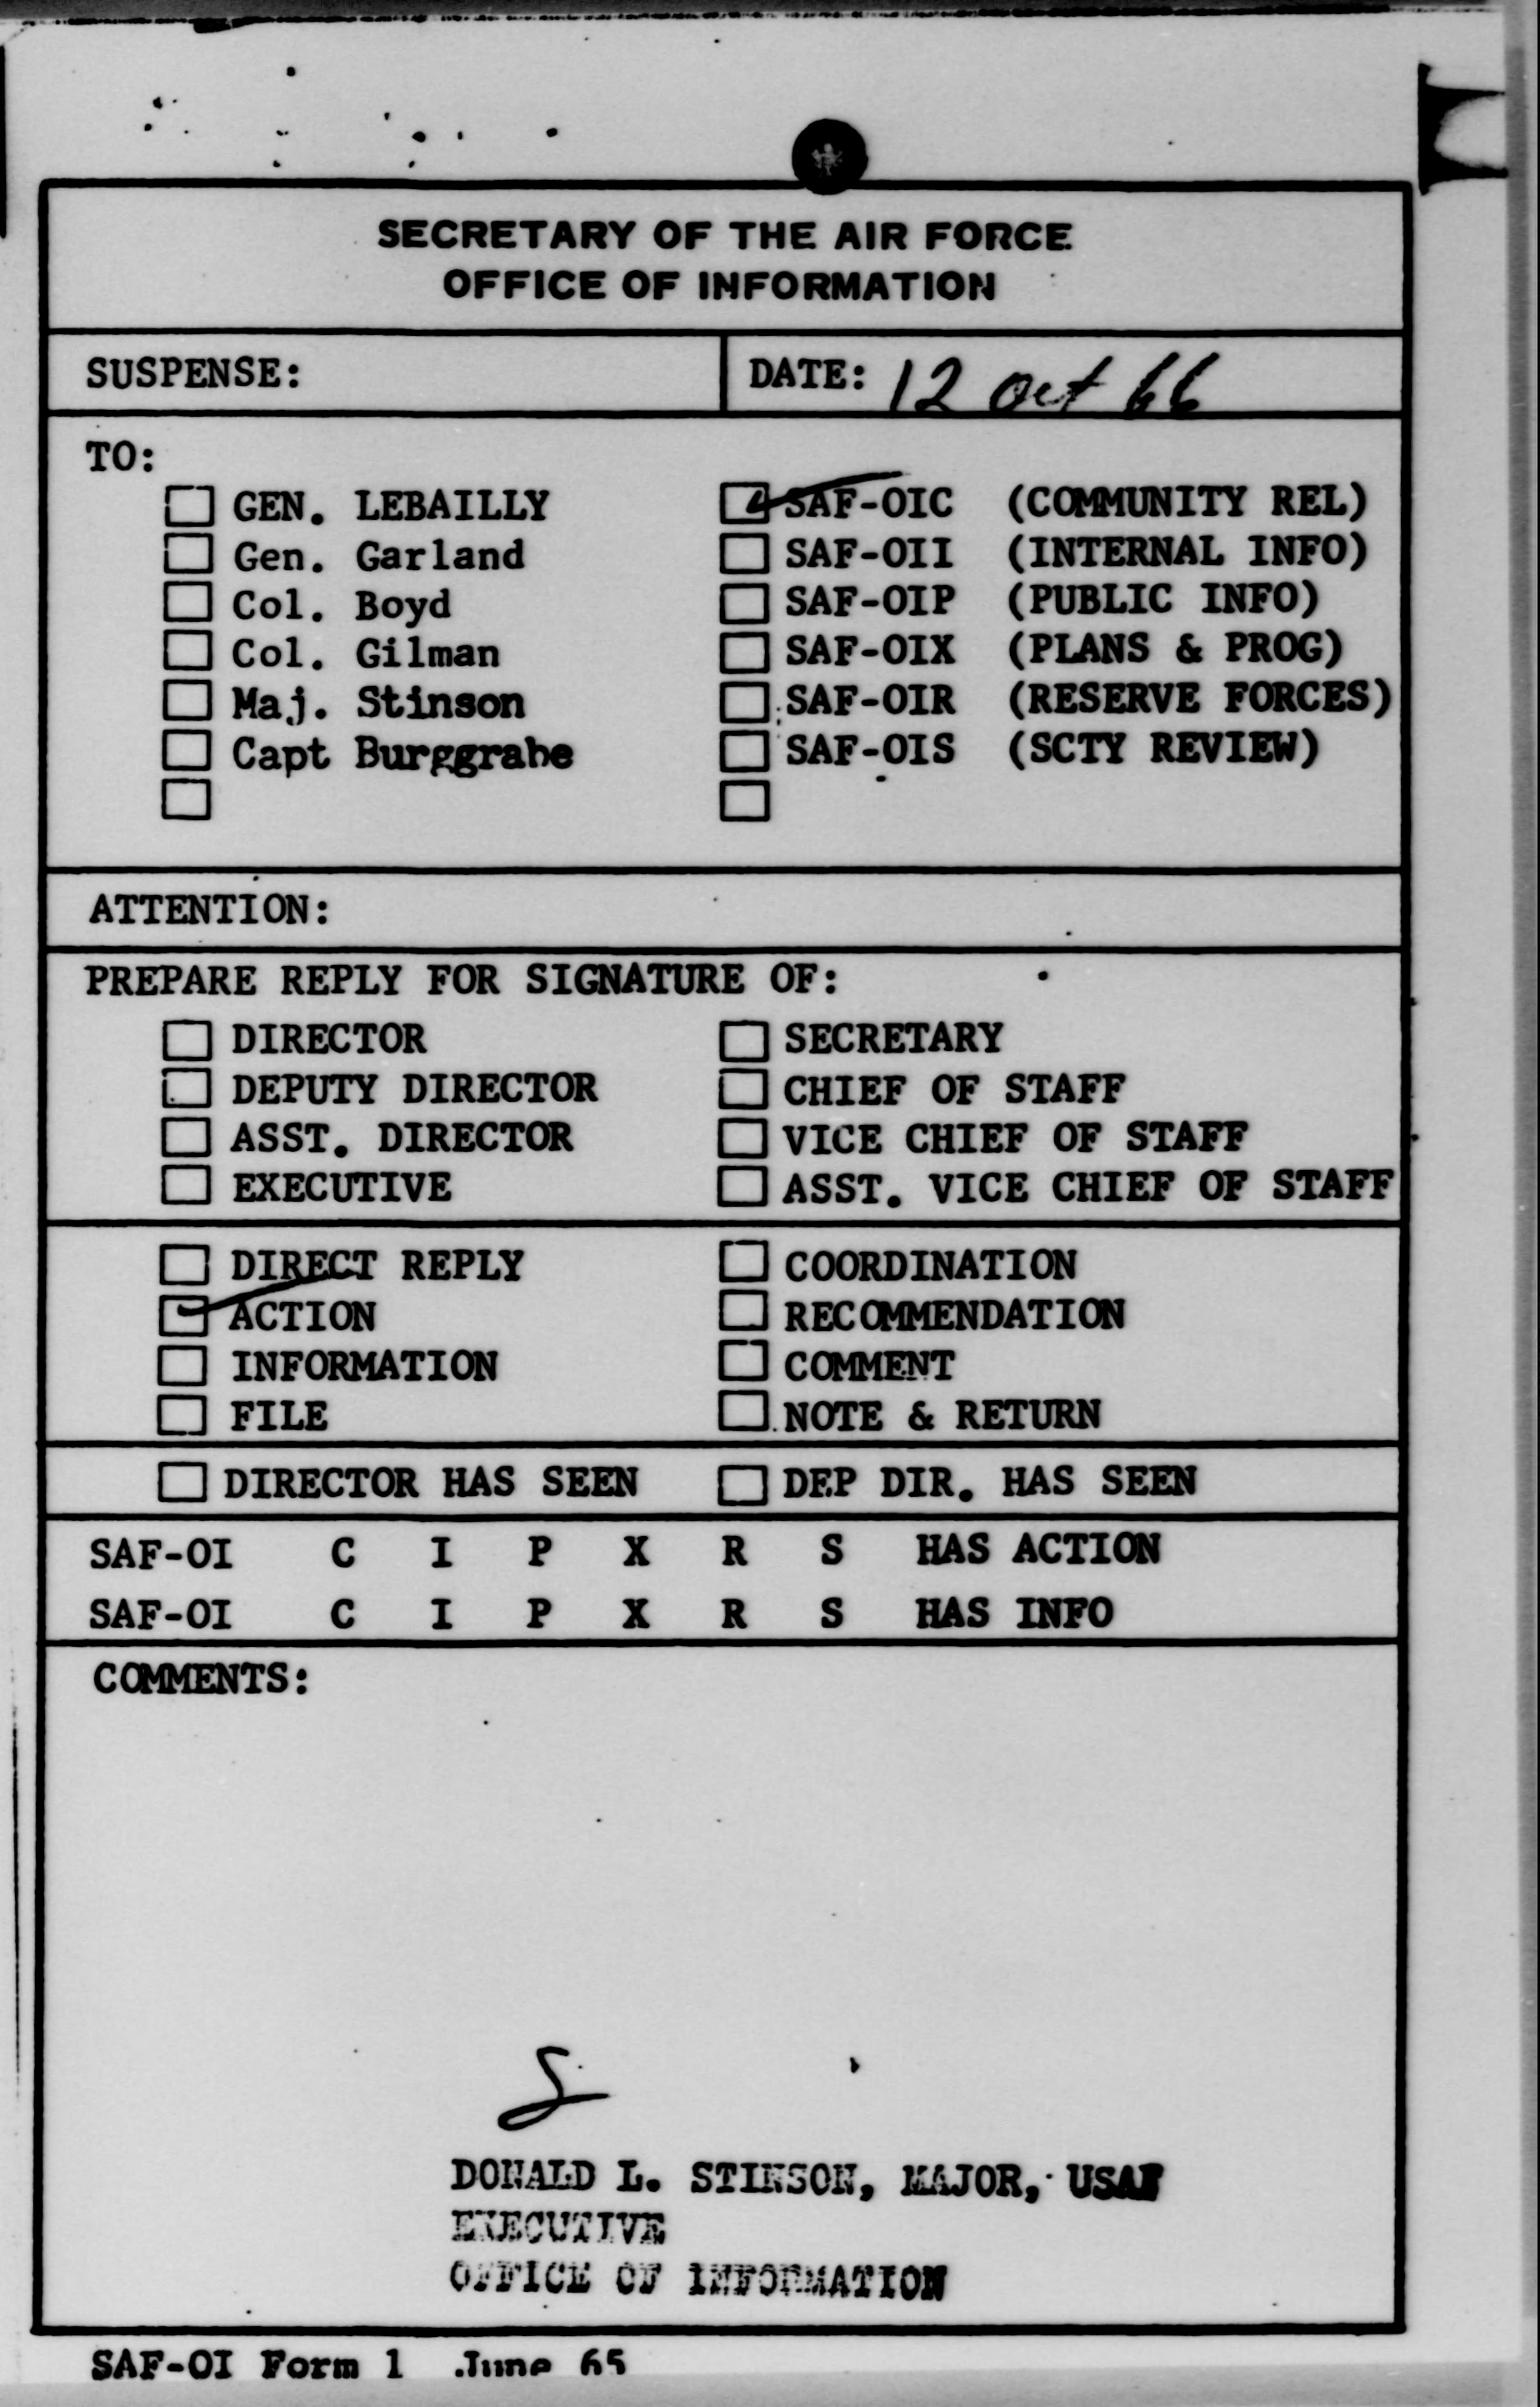 SECRETARY OF THE AIR FORCE
OFFICE OF INFORMATION
SUSPENSE: DATE: 12 Oct 66
TO:
GEN. LEBAILLY SAF-OIC (COMMUNITY REL)
Gen. Garland SAF-OII (INTERNAL INFO)
Col. Boyd SAF-OIP (PUBLIC INFO)
Col. Gilman SAF-OIX (PLANS & PROG)
Maj. Stinson SAF-OIR (RESERVE FORCES)
Capt Burggrabe SAF-OIS (SCTY REVIEW)
ATTENTION:
PREPARE REPLY FOR SIGNATURE OF:
DIRECTOR SECRETARY
DEPUTY DIRECTOR CHIEF OF STAFF
ASST. DIRECTOR VICE CHIEF OF STAFF
EXECUTIVE ASST. VICE CHIEF OF STAFF
DIRECT REPLY COORDINATION
ACTION RECOMMENDATION
INFORMATION COMMENT
FILE NOTE & RETURN
DIRECTOR HAS SEEN DEP DIR. HAS SEEN
SAF-OI C I P X R S HAS ACTION
SAF-OI C I P X R S HAS INFO
COMMENTS:
S
DONALD L. STINSON, MAJOR, USAF
EXECUTIVE
OFFICE OF INFORMATION
SAF-OI Form 1 June 65